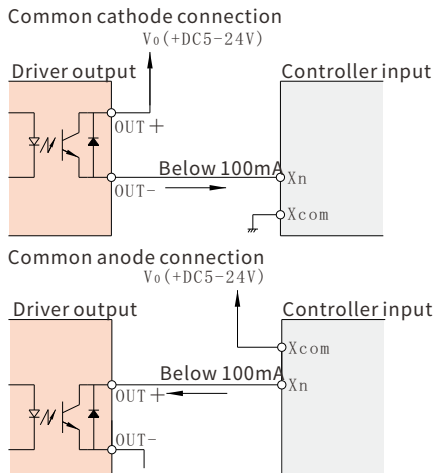 Common cathode connection
V₀(+DC5-24V)
Driver output
Controller input
OUT+
Below 100mA
OUT-
Xn
Xcom
Common anode connection
V₀(+DC5-24V)
Driver output
Controller input
Xcom
Below 100mA
OUT+
Xn
OUT-